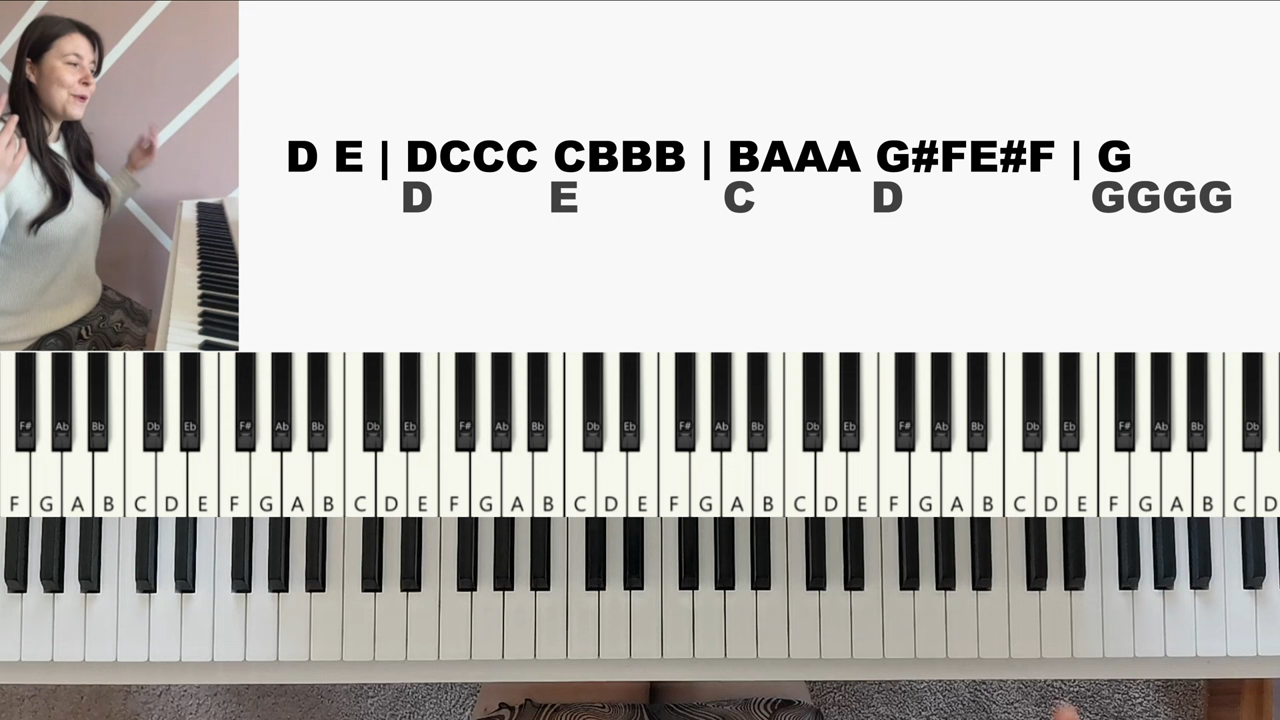 D E | DCCC CBBB | BAAA G#FE#F | G
D E C D GGGG
F# Ab Bb Db Eb F# Ab Bb Db Eb F# Ab Bb Db Eb F# Ab Bb Db Eb F# Ab Bb Db Eb F# Ab Bb Db
F G A B C D E F G A B C D E F G A B C D E F G A B C D E F G A B C D E F G A B C D